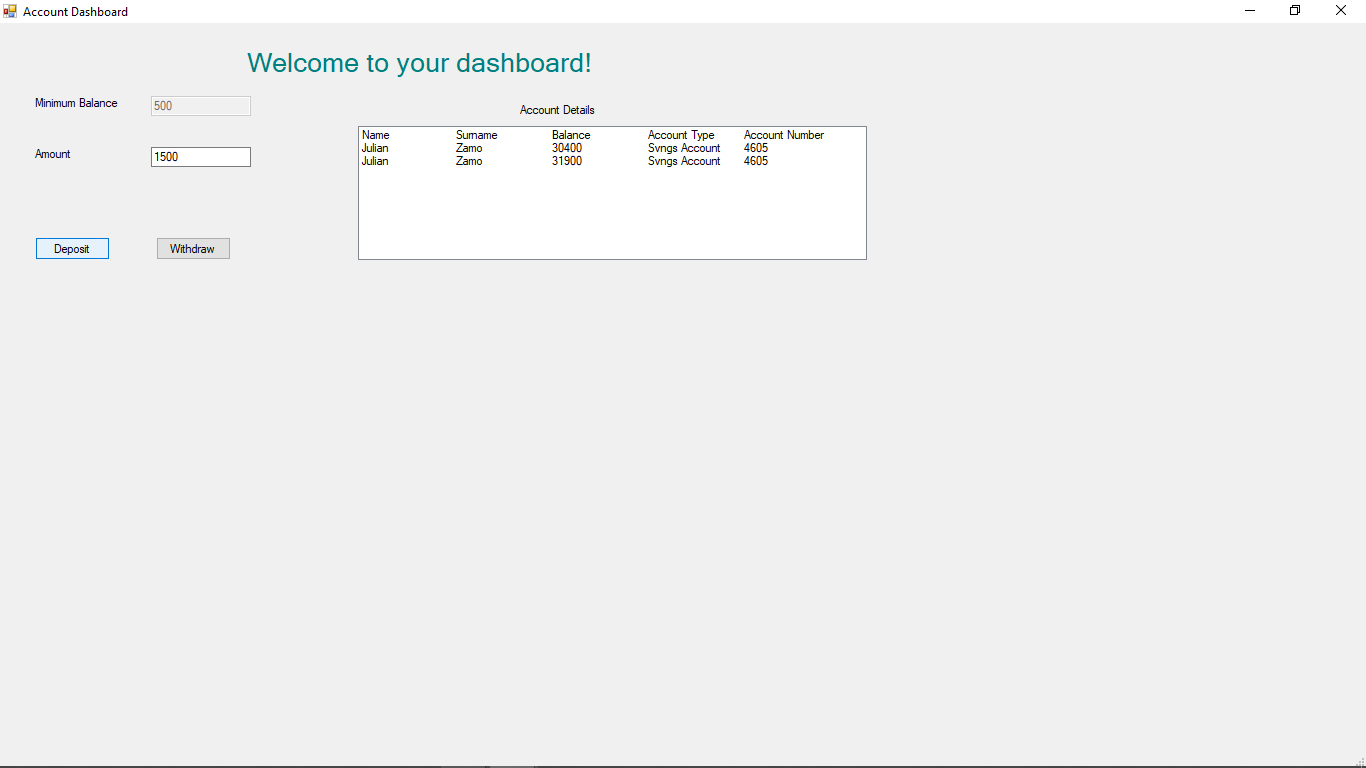 Account Dashboard
Welcome to your dashboard!
Minimum Balance 500
Amount 1500
Deposit Withdraw
Account Details
Name Surname Balance Account Type Account Number
Julian Zamo 30400 Svngs Account 4605
Julian Zamo 31900 Svngs Account 4605